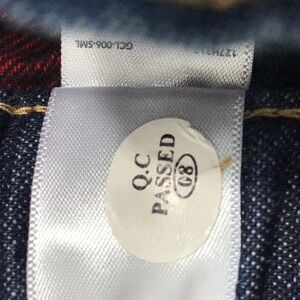 GCL-006-SML
Q.C
PASSED
08